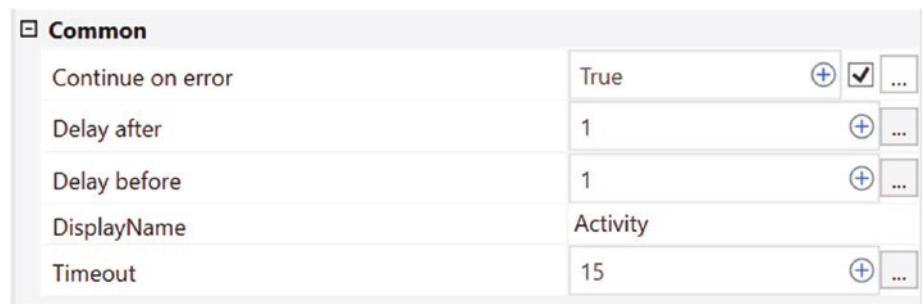 Common
Continue on error True ...
Delay after 1 ...
Delay before 1 ...
DisplayName Activity
Timeout 15 ...